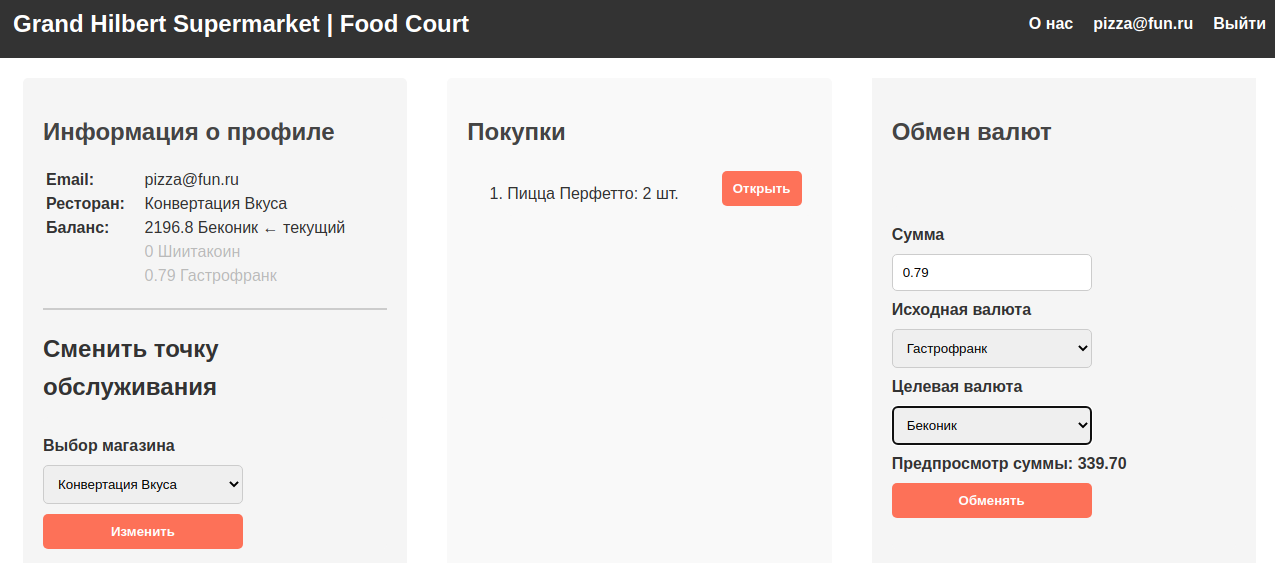 Grand Hilbert Supermarket | Food Court
О нас pizza@fun.ru Выйти
Информация о профиле
Email: pizza@fun.ru
Ресторан: Конвертация Вкуса
Баланс: 2196.8 Беконик ← текущий
0 Шиитакоин
0.79 Гастрофранк
Сменить точку
обслуживания
Выбор магазина
Конвертация Вкуса
Изменить
Покупки
1. Пицца Перфетто: 2 шт. Открыть
Обмен валют
Сумма
0.79
Исходная валюта
Гастрофранк
Целевая валюта
Беконик
Предпросмотр суммы: 339.70
Обменять